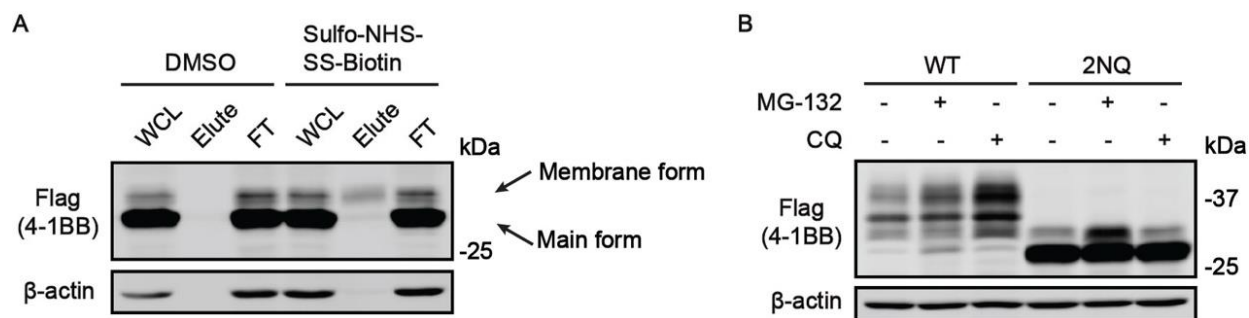 A
DMSO
Sulfo-NHS-
SS-Biotin
WCL Elute FT WCL Elute FT
kDa
Flag
(4-1BB)
Membrane form
Main form
-25
β-actin
B
WT 2NQ
MG-132 - + - - + -
CQ - - + - - +
kDa
Flag
(4-1BB)
-37
-25
β-actin